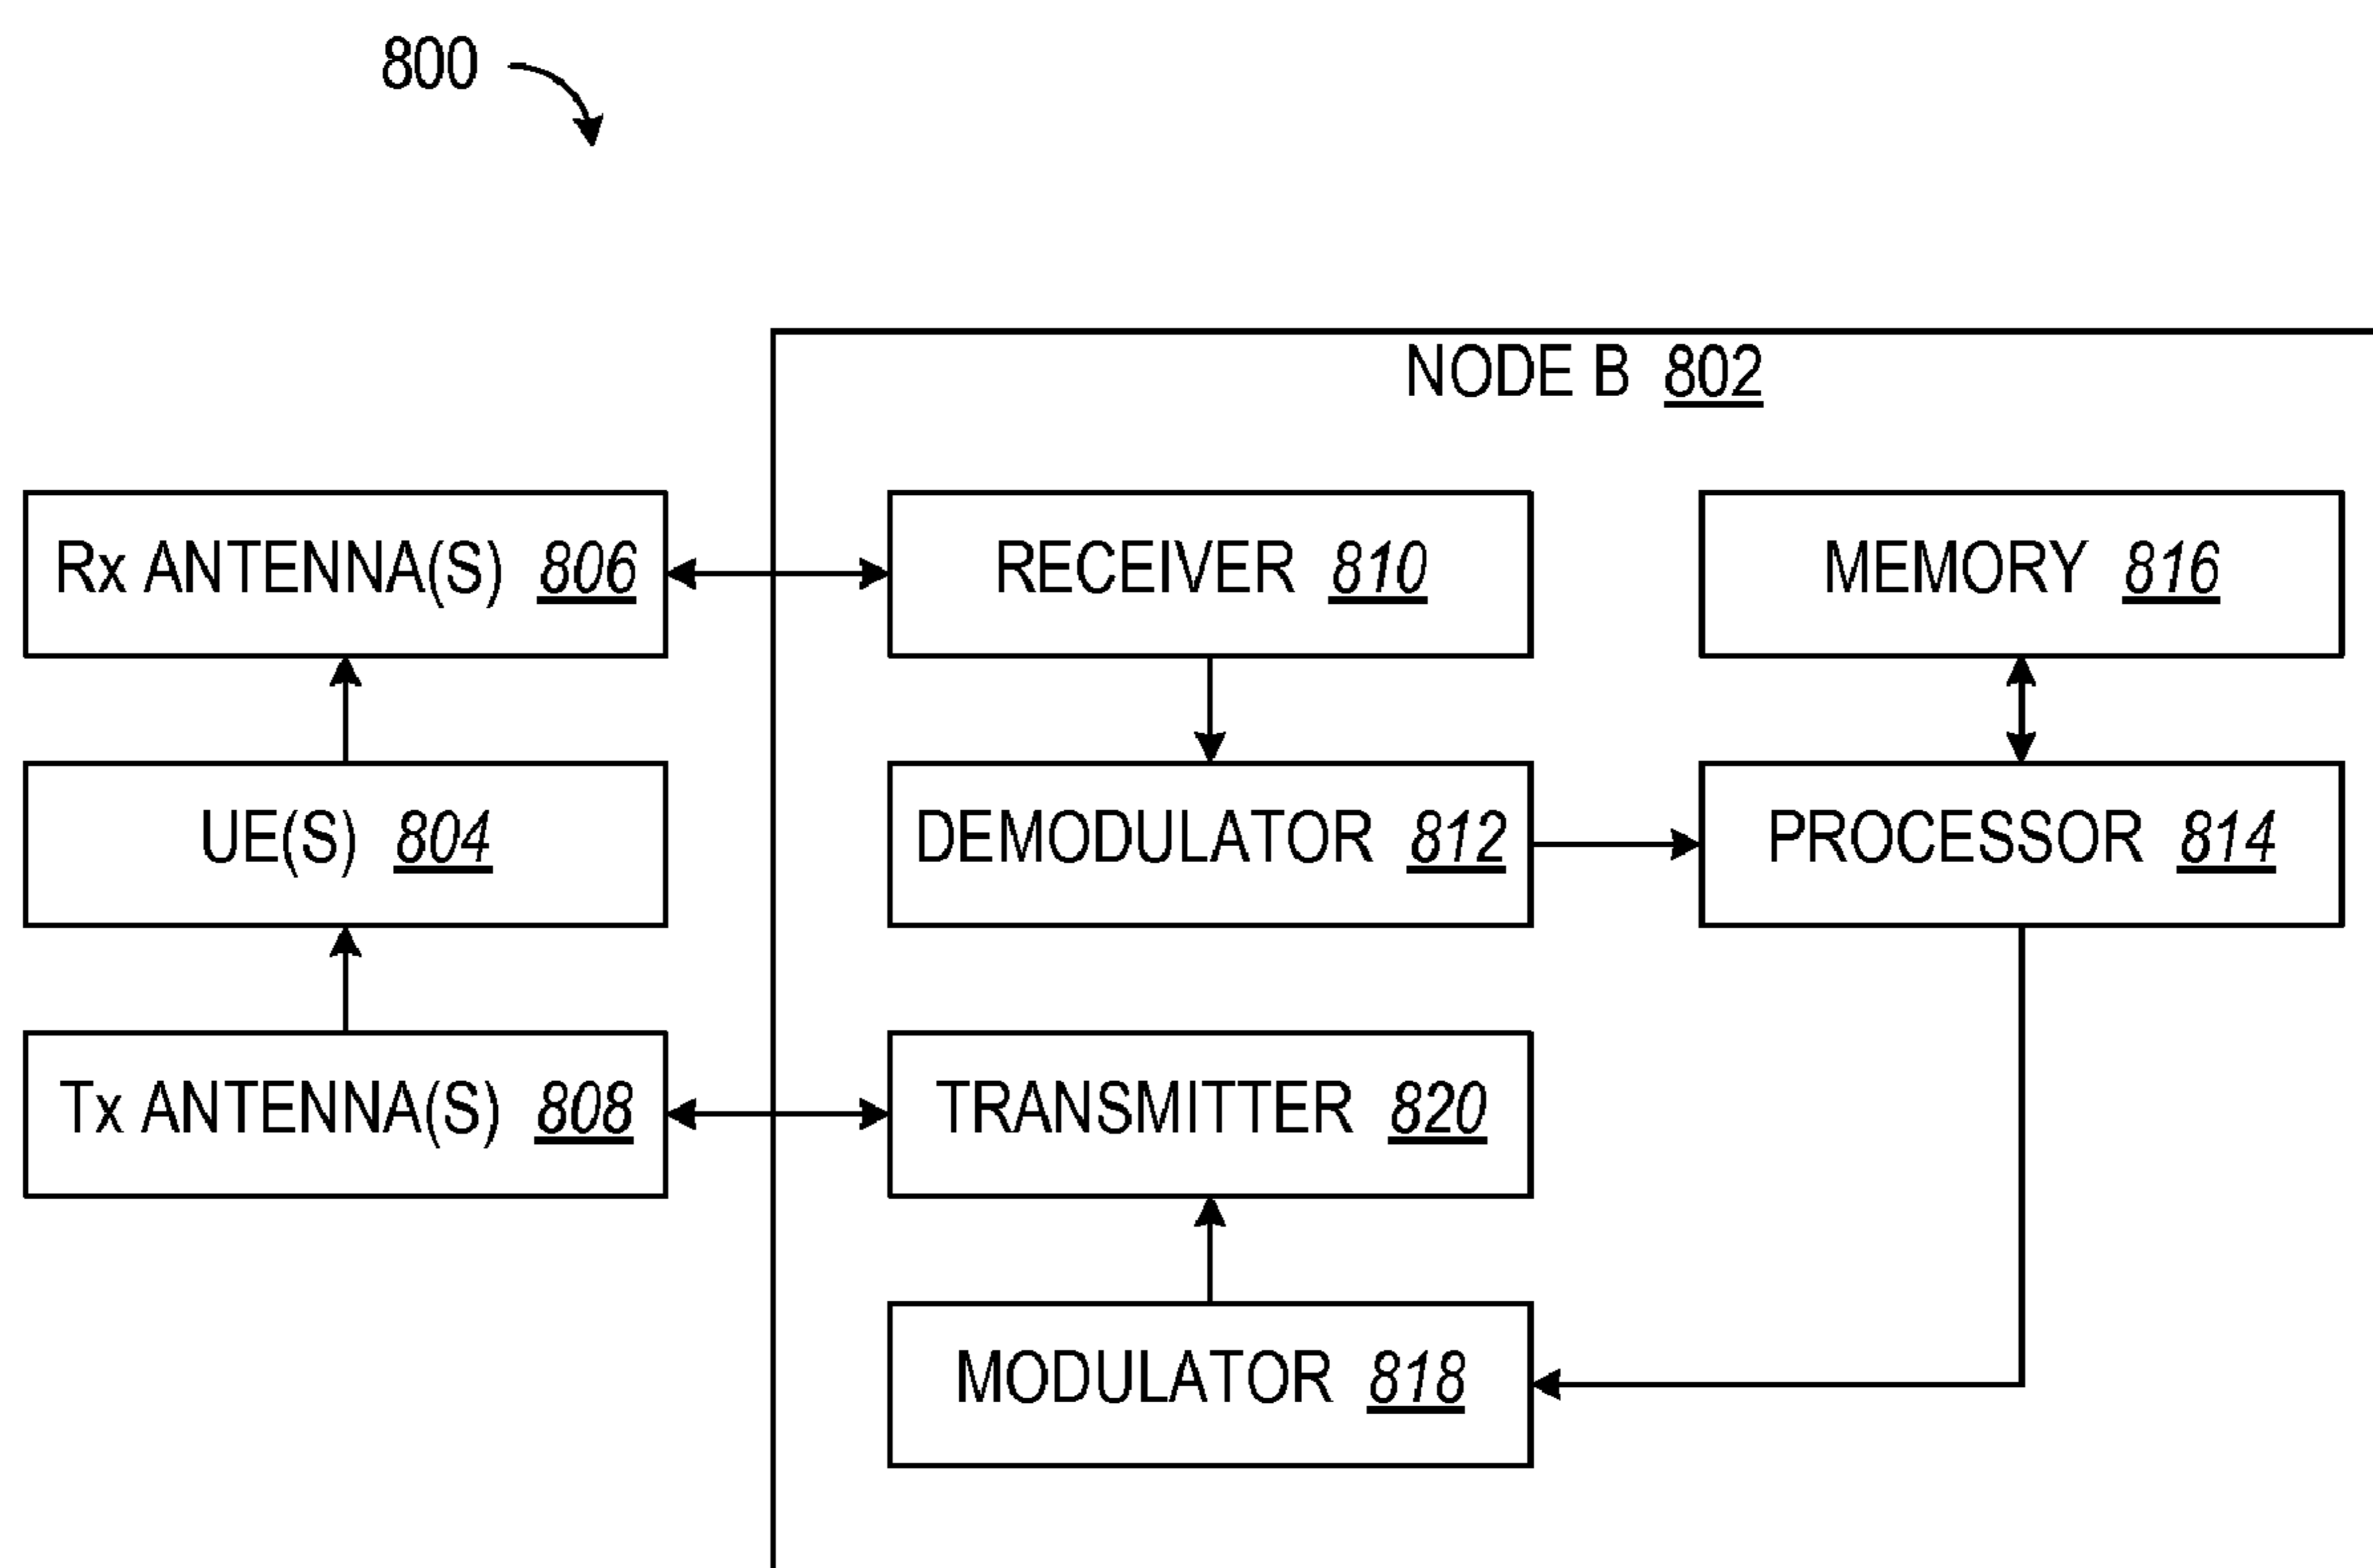 800
NODE B 802
Rx ANTENNA(S) 806
RECEIVER 810
MEMORY 816
UE(S) 804
DEMODULATOR 812
PROCESSOR 814
Tx ANTENNA(S) 808
TRANSMITTER 820
MODULATOR 818